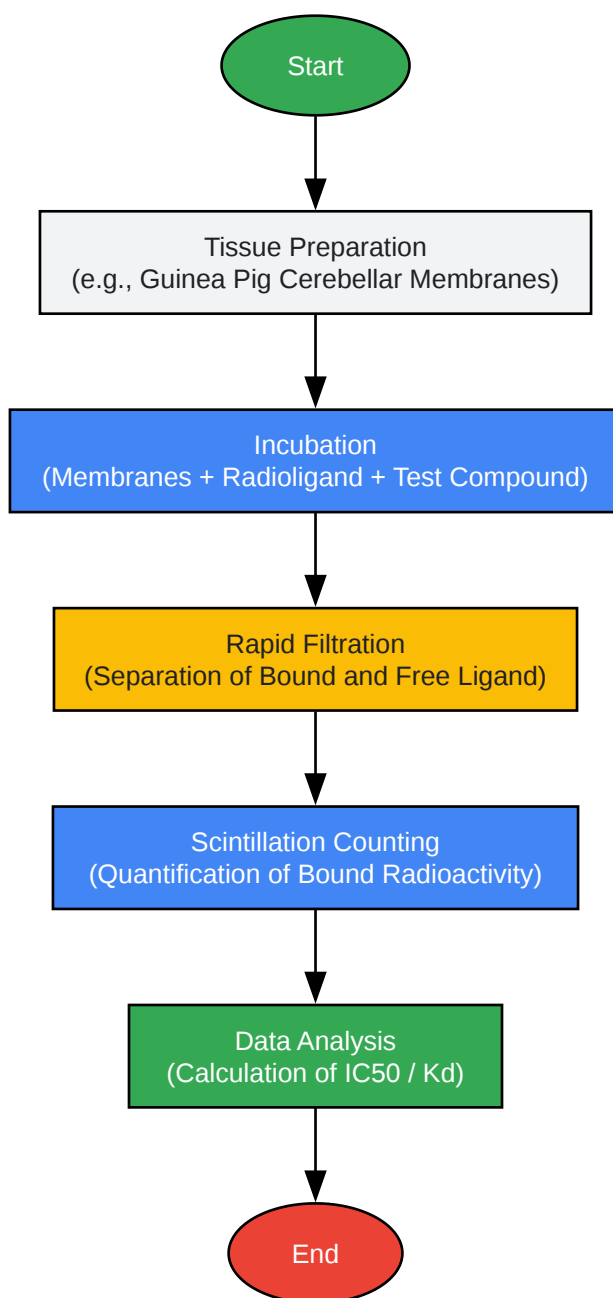 Start
Tissue Preparation
(e.g., Guinea Pig Cerebellar Membranes)
Incubation
(Membranes + Radioligand + Test Compound)
Rapid Filtration
(Separation of Bound and Free Ligand)
Scintillation Counting
(Quantification of Bound Radioactivity)
Data Analysis
(Calculation of IC50 / Kd)
End